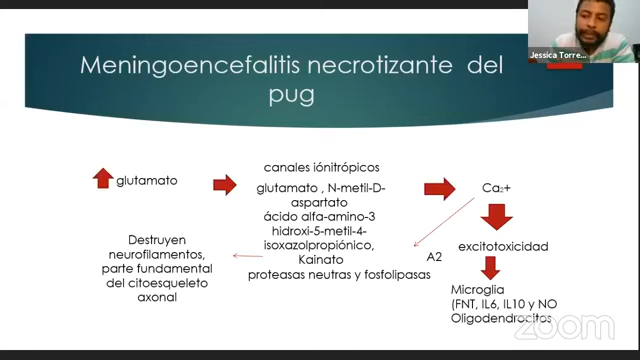 Meningoencefalitis necrotizante del
pug
Jessica Torre...
glutamato
canales iónitrópicos
glutamato , N-metil-D-
aspartato
ácido alfa-amino-3
hidroxi-5-metil-4-
isoxazolpropiónico,
Kainato
proteasas neutras y fosfolipasas
A2
Ca2+
excitotoxicidad
Microglia
(FNT, IL6, IL10 y NO
Oligodendrocitos
Destruyen
neurofilamentos,
parte fundamental
del citoesqueleto
axonal
zoom